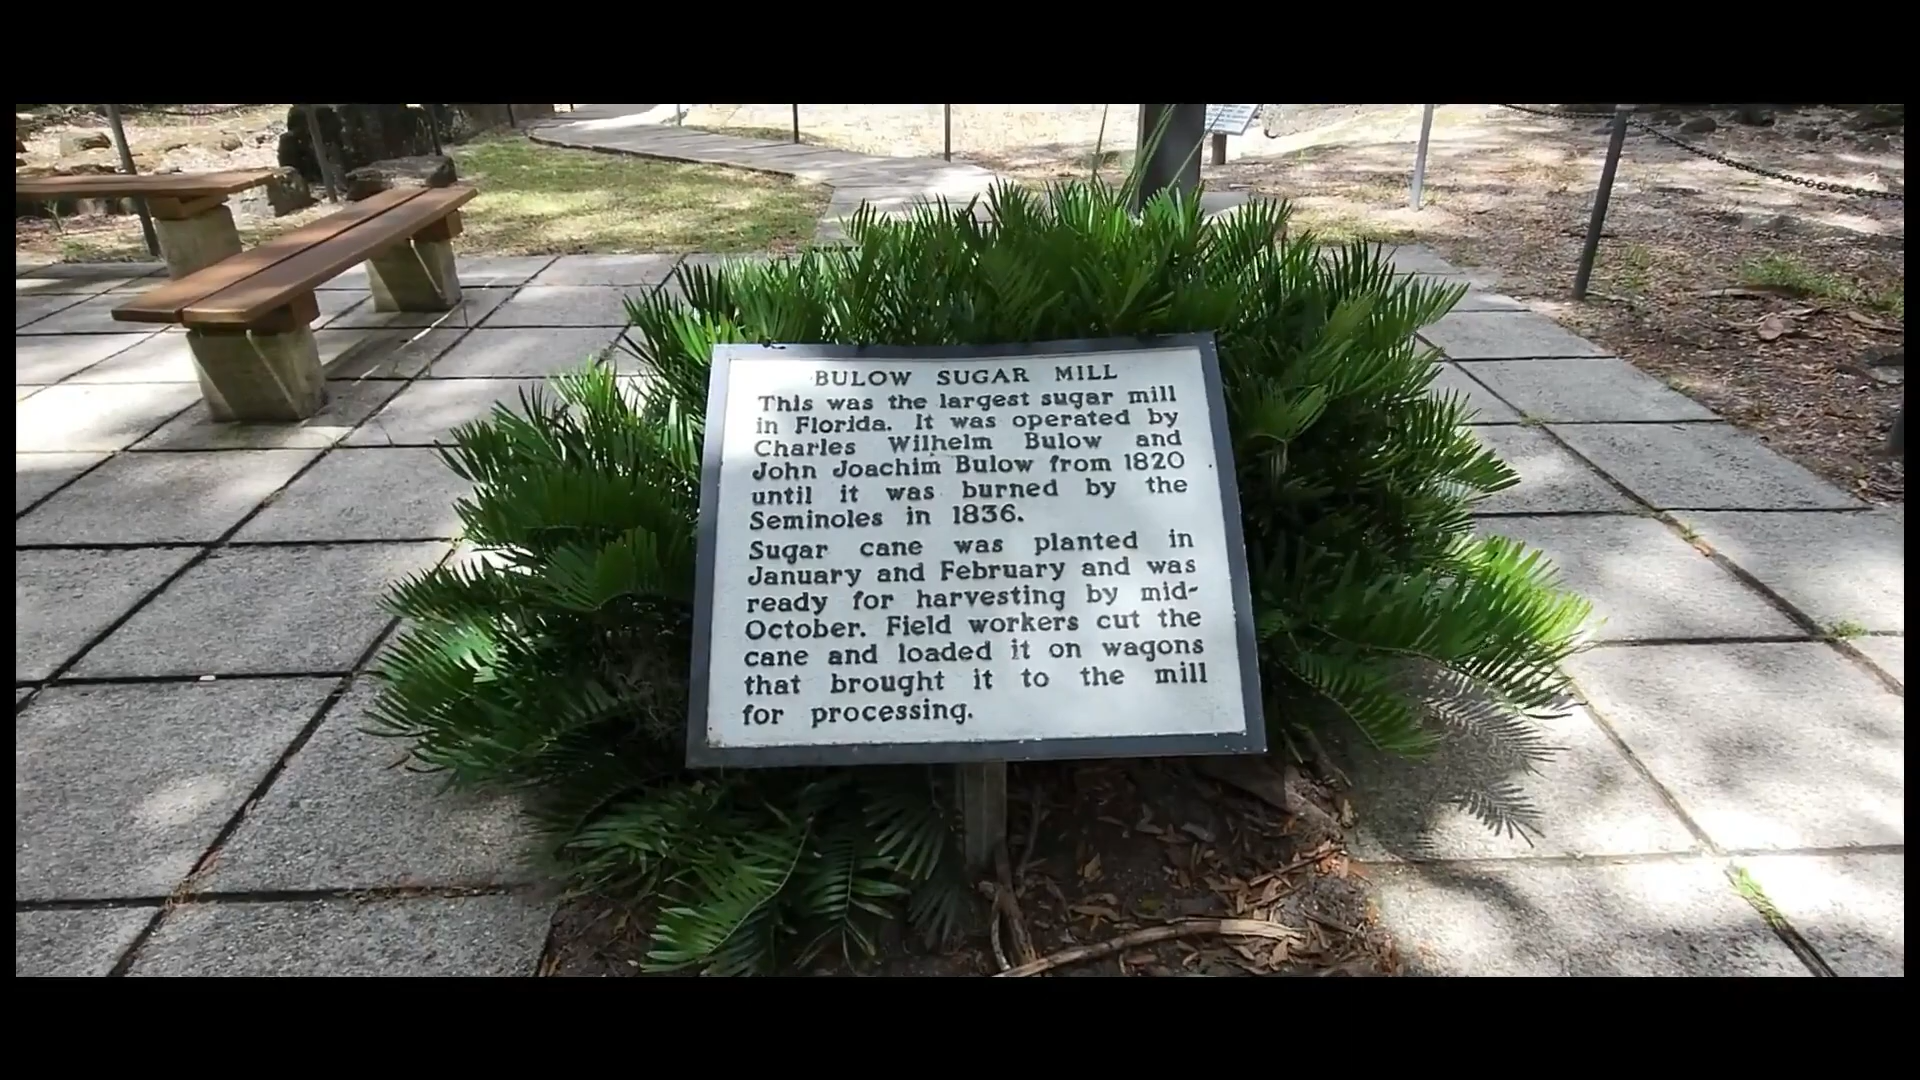 BULOW SUGAR MILL
This was the largest sugar mill
in Florida. It was operated by
Charles Wilhelm Bulow and
John Joachim Bulow from 1820
until it was burned by the
Seminoles in 1836.
Sugar cane was planted in
January and February and was
ready for harvesting by mid-
October. Field workers cut the
cane and loaded it on wagons
that brought it to the mill
for processing.